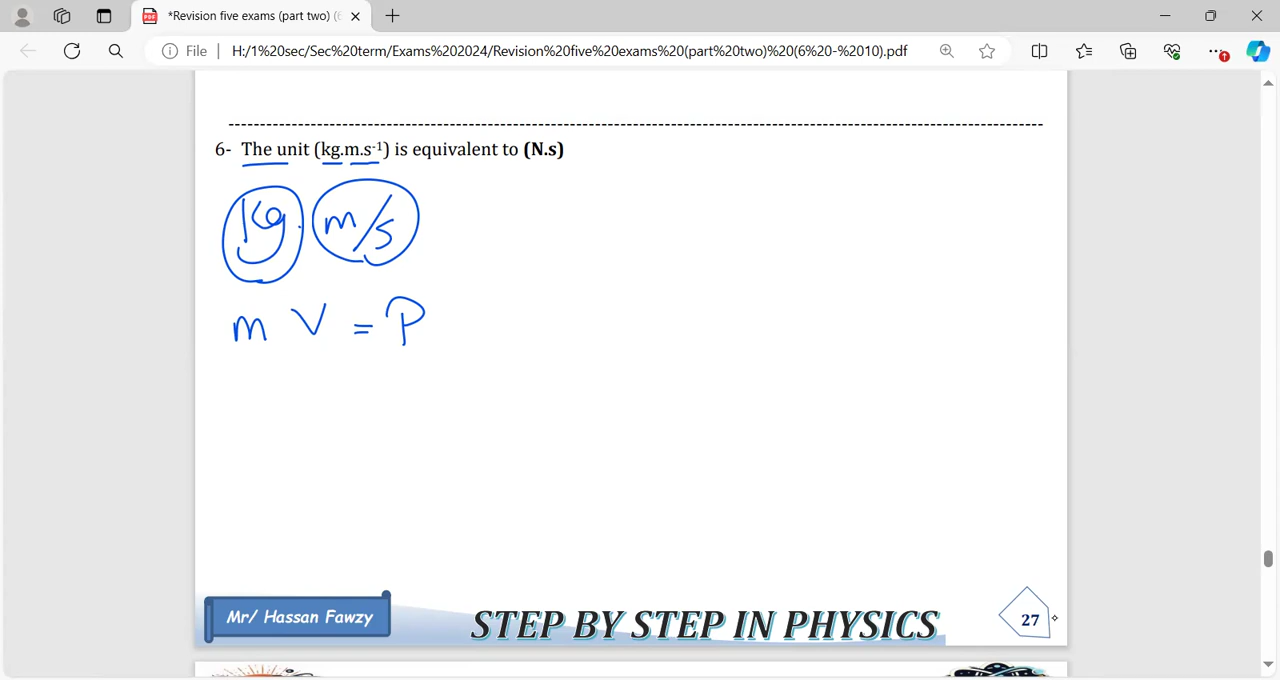 *Revision five exams (part two) (6
File
H:/1%20sec/Sec%20term/Exams%202024/Revision%20five%20exams%20(part%20two)%20(6%20-%2010).pdf
6- The unit (kg.m.s⁻¹) is equivalent to (N.s)
Kg. m/s
m V = P
Mr/ Hassan Fawzy
STEP BY STEP IN PHYSICS
27